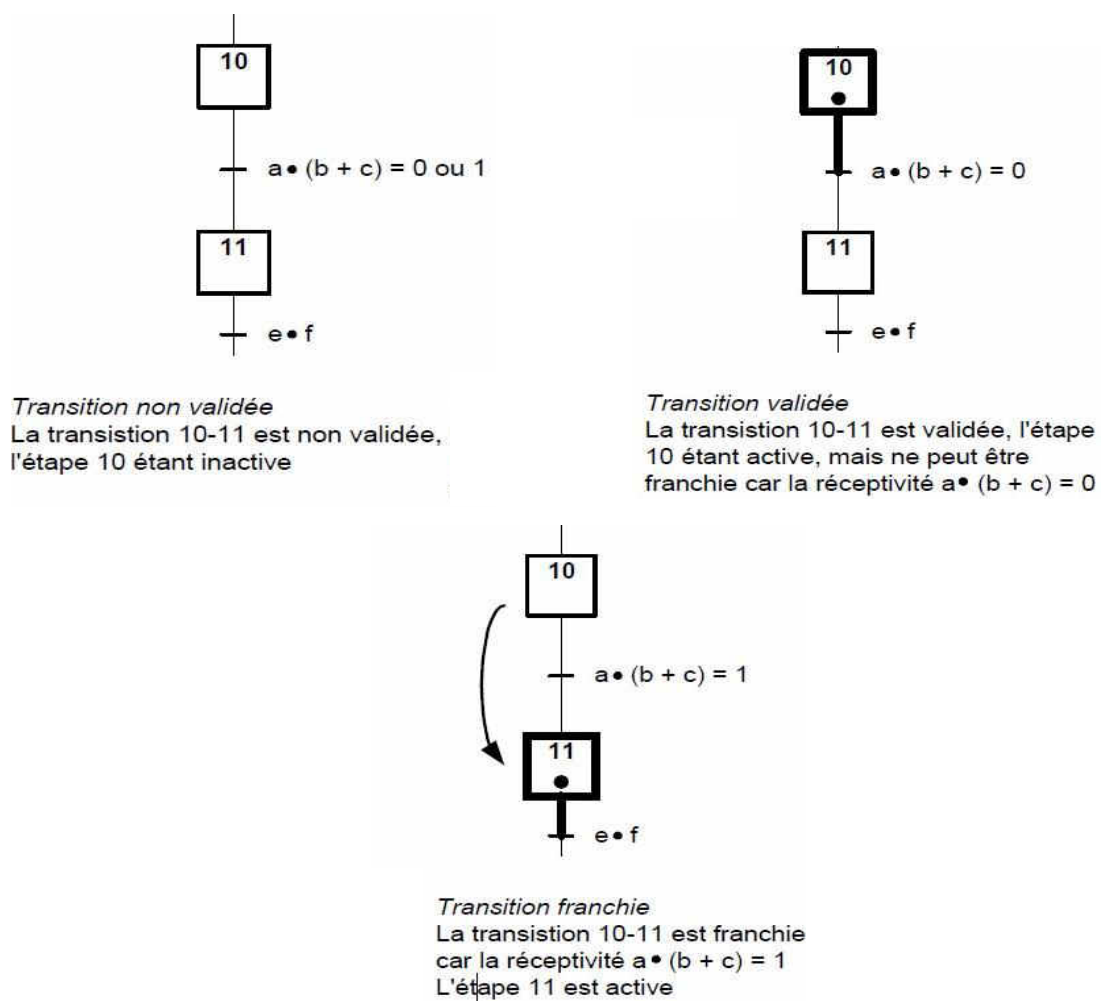 10
a• (b + c) = 0 ou 1
11
e•f
Transition non validée
La transistion 10-11 est non validée,
l'étape 10 étant inactive
10
a• (b + c) = 0
11
e•f
Transition validée
La transistion 10-11 est validée, l'étape
10 étant active, mais ne peut être
franchie car la réceptivité a• (b + c) = 0
10
a• (b + c) = 1
11
e•f
Transition franchie
La transistion 10-11 est franchie
car la réceptivité a• (b + c) = 1
L'étape 11 est active